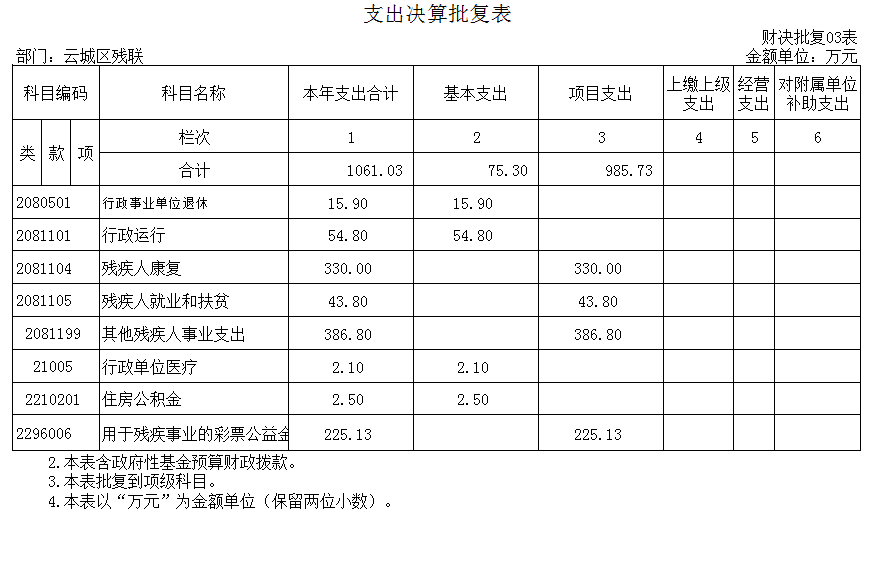 支出决算批复表
财决批复03表
部门：云城区残联 金额单位：万元
科目编码 科目名称 本年支出合计 基本支出 项目支出 上缴上级支出 经营支出 对附属单位补助支出
类 款 项 栏次 1 2 3 4 5 6
合计 1061.03 75.30 985.73
2080501 行政事业单位退休 15.90 15.90
2081101 行政运行 54.80 54.80
2081104 残疾人康复 330.00 330.00
2081105 残疾人就业和扶贫 43.80 43.80
2081199 其他残疾人事业支出 386.80 386.80
21005 行政单位医疗 2.10 2.10
2210201 住房公积金 2.50 2.50
2296006 用于残疾事业的彩票公益金 225.13 225.13
2.本表含政府性基金预算财政拨款。
3.本表批复到项级科目。
4.本表以“万元”为金额单位（保留两位小数）。